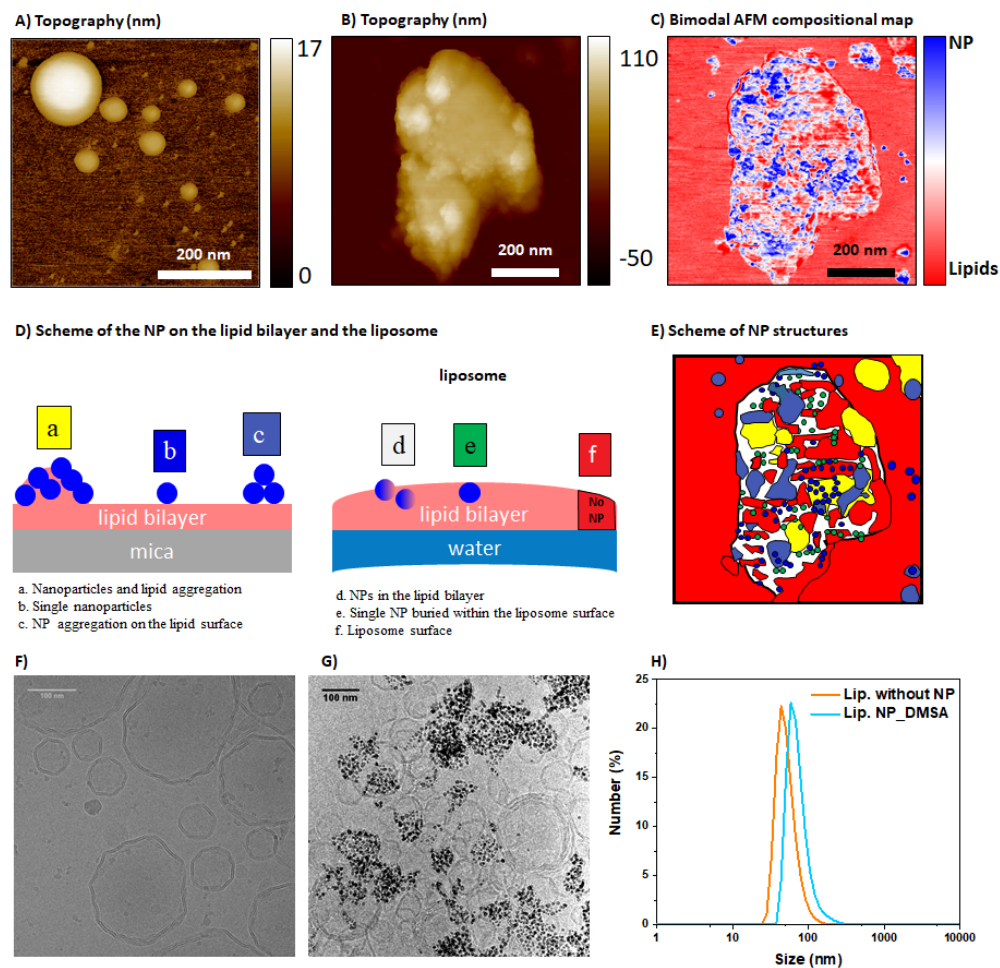 A) Topography (nm)
17
0
200 nm
B) Topography (nm)
110
-50
200 nm
C) Bimodal AFM compositional map
NP
Lipids
200 nm
D) Scheme of the NP on the lipid bilayer and the liposome
liposome
a
b
c
d
e
f
lipid bilayer
mica
lipid bilayer
water
No
NP
a. Nanoparticles and lipid aggregation
b. Single nanoparticles
c. NP aggregation on the lipid surface
d. NPs in the lipid bilayer
e. Single NP buried within the liposome surface
f. Liposome surface
E) Scheme of NP structures
F)
100 nm
G)
100 nm
H)
Lip. without NP
Lip. NP_DMSA
25
20
15
10
5
0
Number (%)
1
10
100
1000
10000
Size (nm)